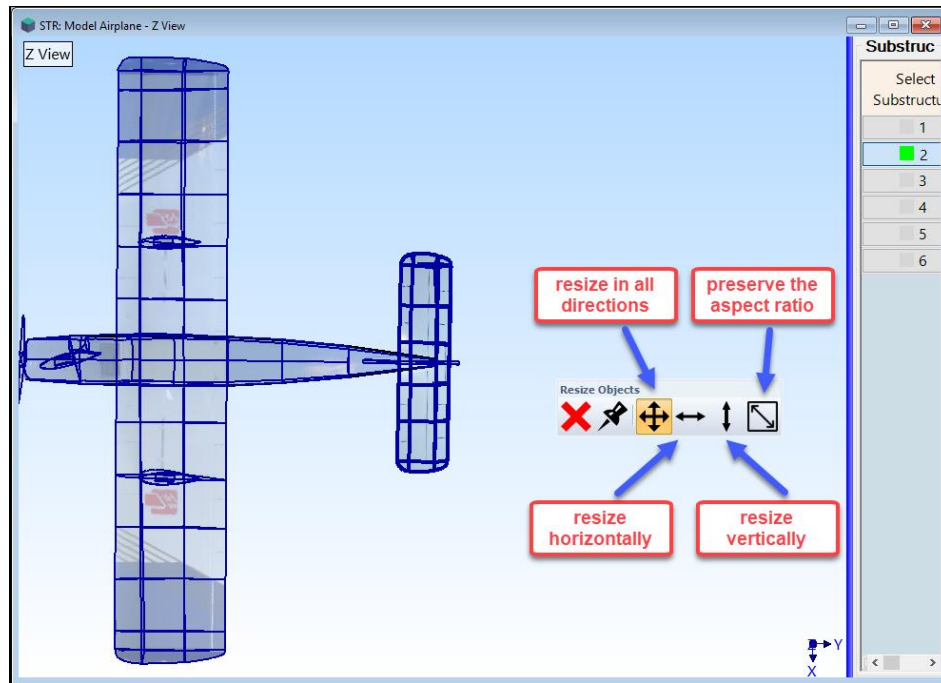 STR: Model Airplane - Z View
Z View
Substruc
Select
Substructu
1
2
3
4
5
6
resize in all
directions
preserve the
aspect ratio
Resize Objects
resize
horizontally
resize
vertically
Z
Y
X